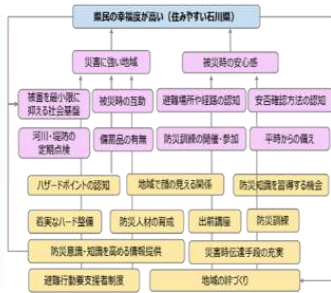 県民の幸福度が高い（住みやすい石川県）
災害に強い地域
被災時の安心感
被害を最小限に
抑える社会基盤
被災時の互助
避難場所や経路の認知
安否確認方法の認知
河川・堤防の
定期点検
備蓄品の有無
防災訓練の開催・参加
平時からの備え
ハザードポイントの認知
地域で顔の見える関係
防災知識を習得する機会
着実なハード整備
防災人材の育成
出前講座
防災訓練
防災意識・知識を高める情報提供
災害時伝達手段の充実
避難行動要支援者制度
地域の絆づくり